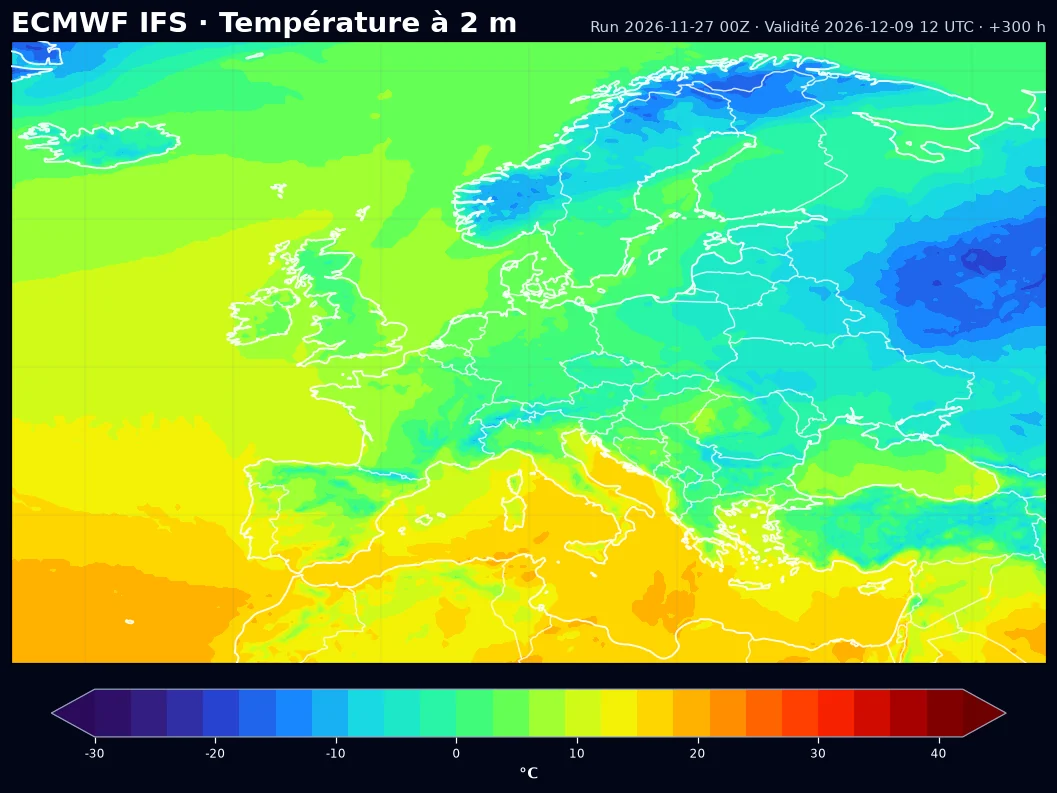 ECMWF IFS · Température à 2 m
Run 2026-11-27 00Z · Validité 2026-12-09 12 UTC · +300 h
-30 -20 -10 0 10 20 30 40
°C